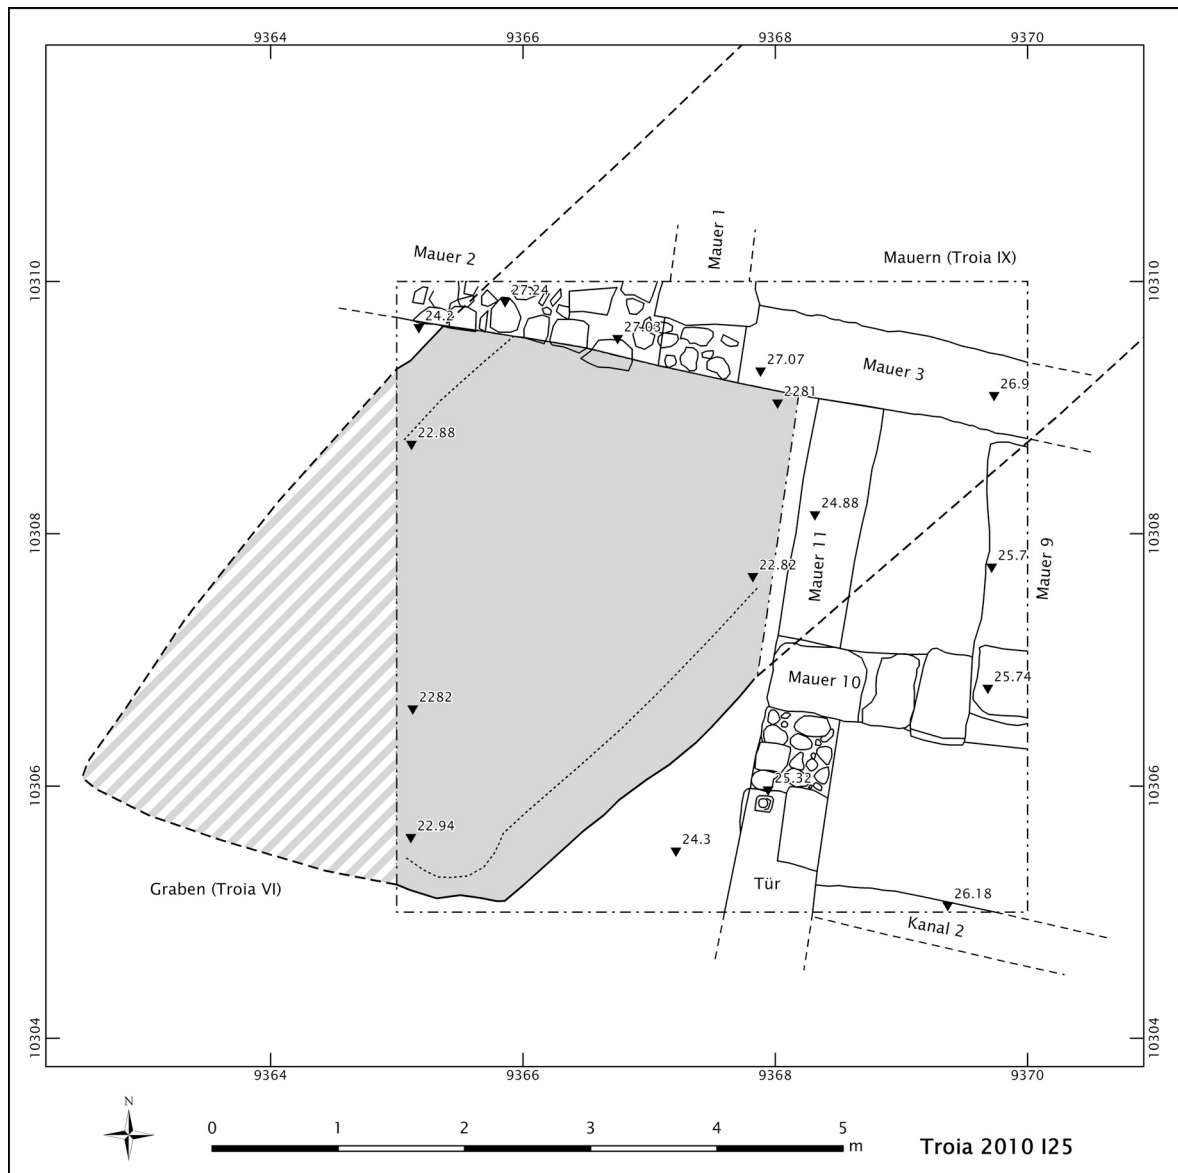 9364
9366
9368
9370
Mauer 1
Mauer 2
Mauern (Troia IX)
10310
10310
27.24
24.2
27.03
27.07
Mauer 3
26.9
2281
22.88
24.88
10308
10308
22.82
Mauer 11
25.7
Mauer 9
2282
Mauer 10
25.74
10306
10306
25.32
22.94
24.3
Graben (Troia VI)
Tür
26.18
Kanal 2
10304
10304
9364
9366
9368
9370
N
0 1 2 3 4 5
m
Troia 2010 I25